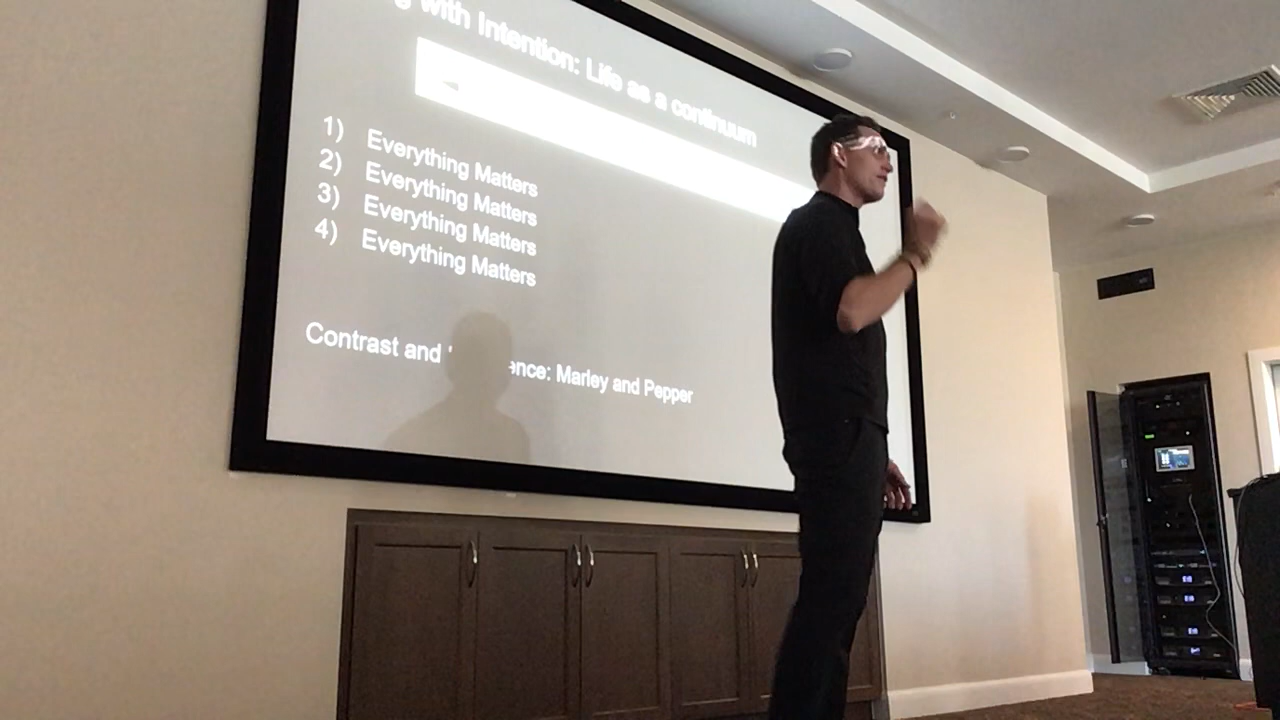 with Intention: Life as a continuum
1) Everything Matters
2) Everything Matters
3) Everything Matters
4) Everything Matters
Contrast and ence: Marley and Pepper